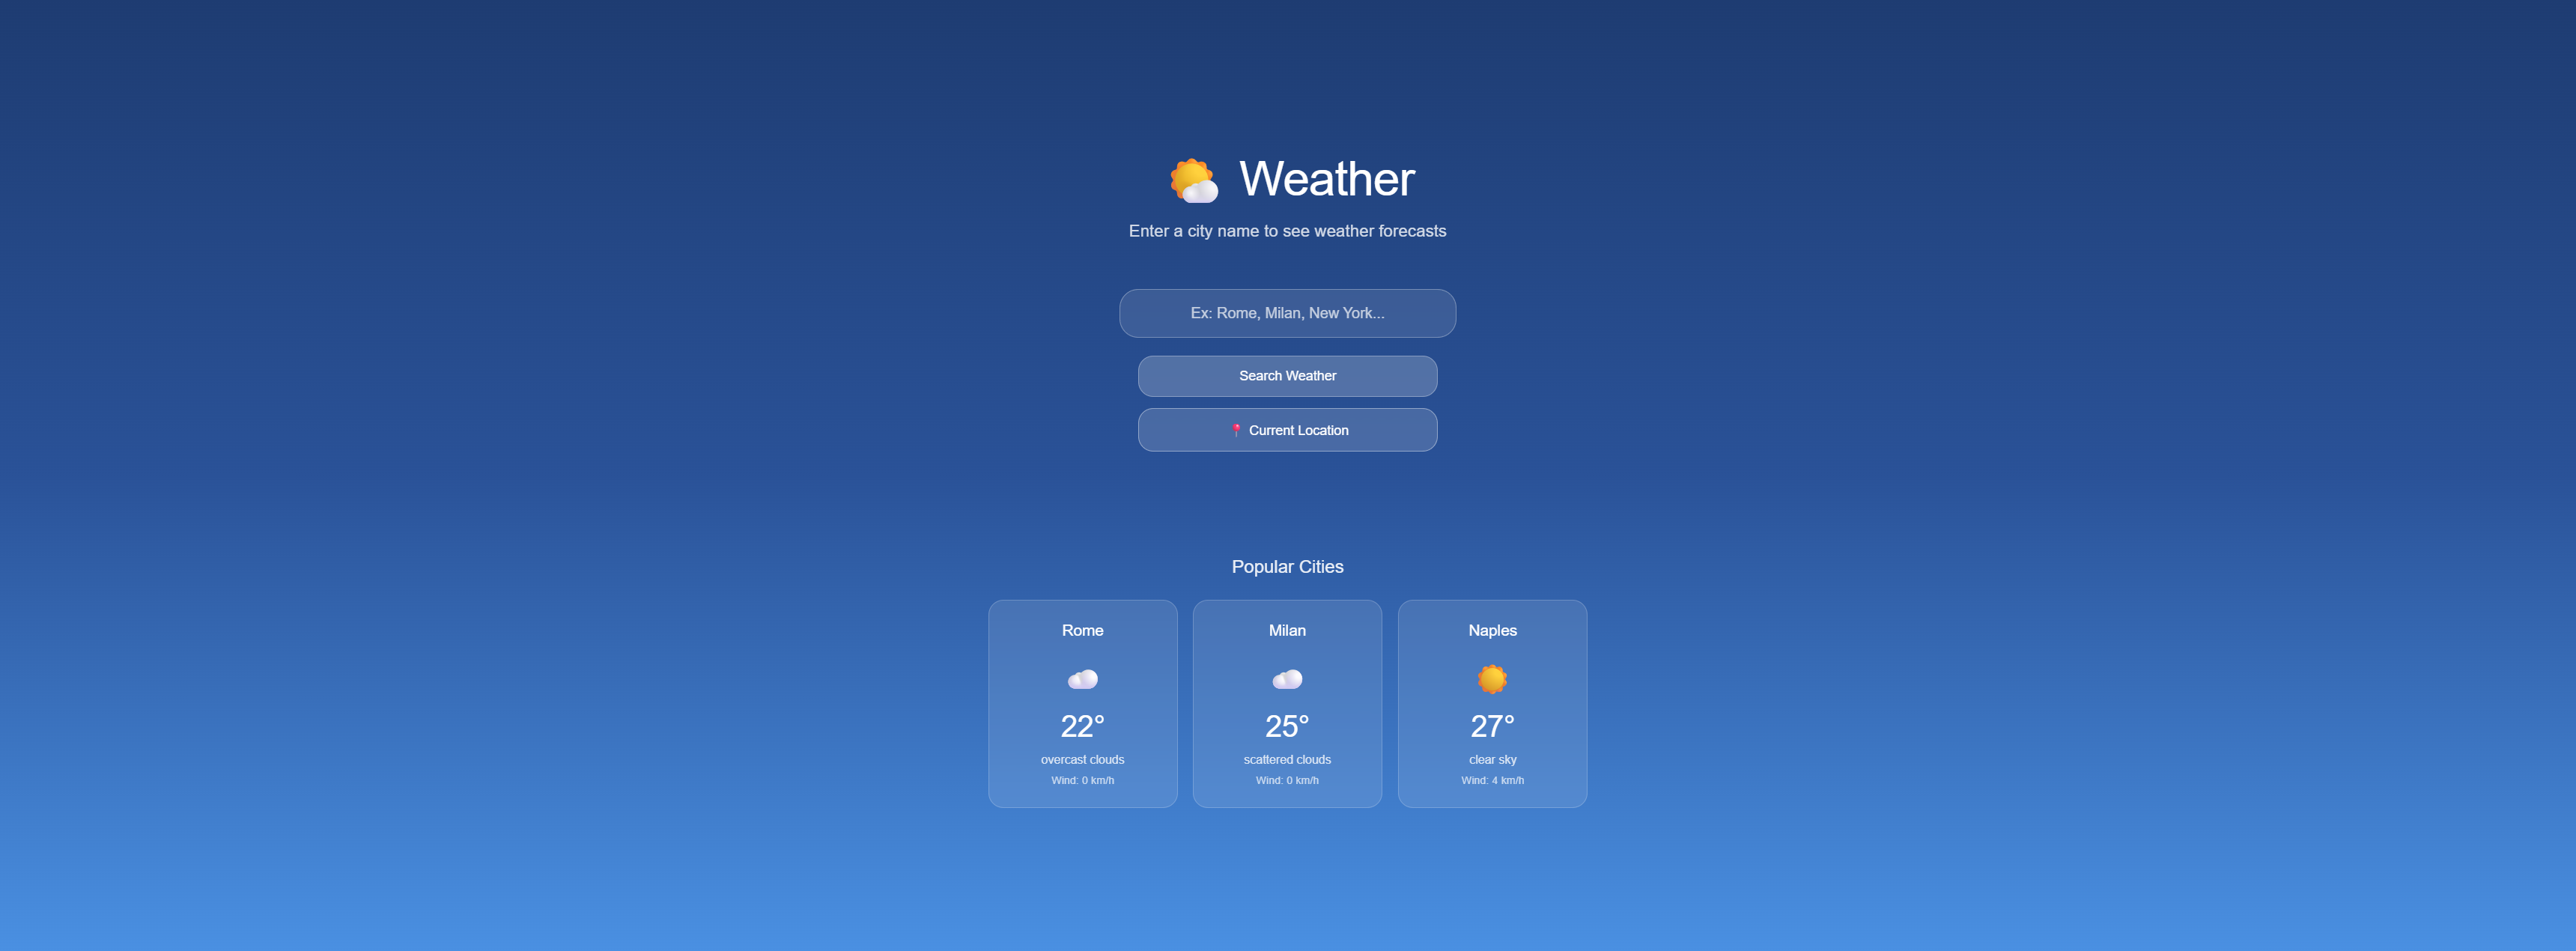 Weather
Enter a city name to see weather forecasts
Ex: Rome, Milan, New York...
Search Weather
📍 Current Location
Popular Cities
Rome
22°
overcast clouds
Wind: 0 km/h
Milan
25°
scattered clouds
Wind: 0 km/h
Naples
27°
clear sky
Wind: 4 km/h